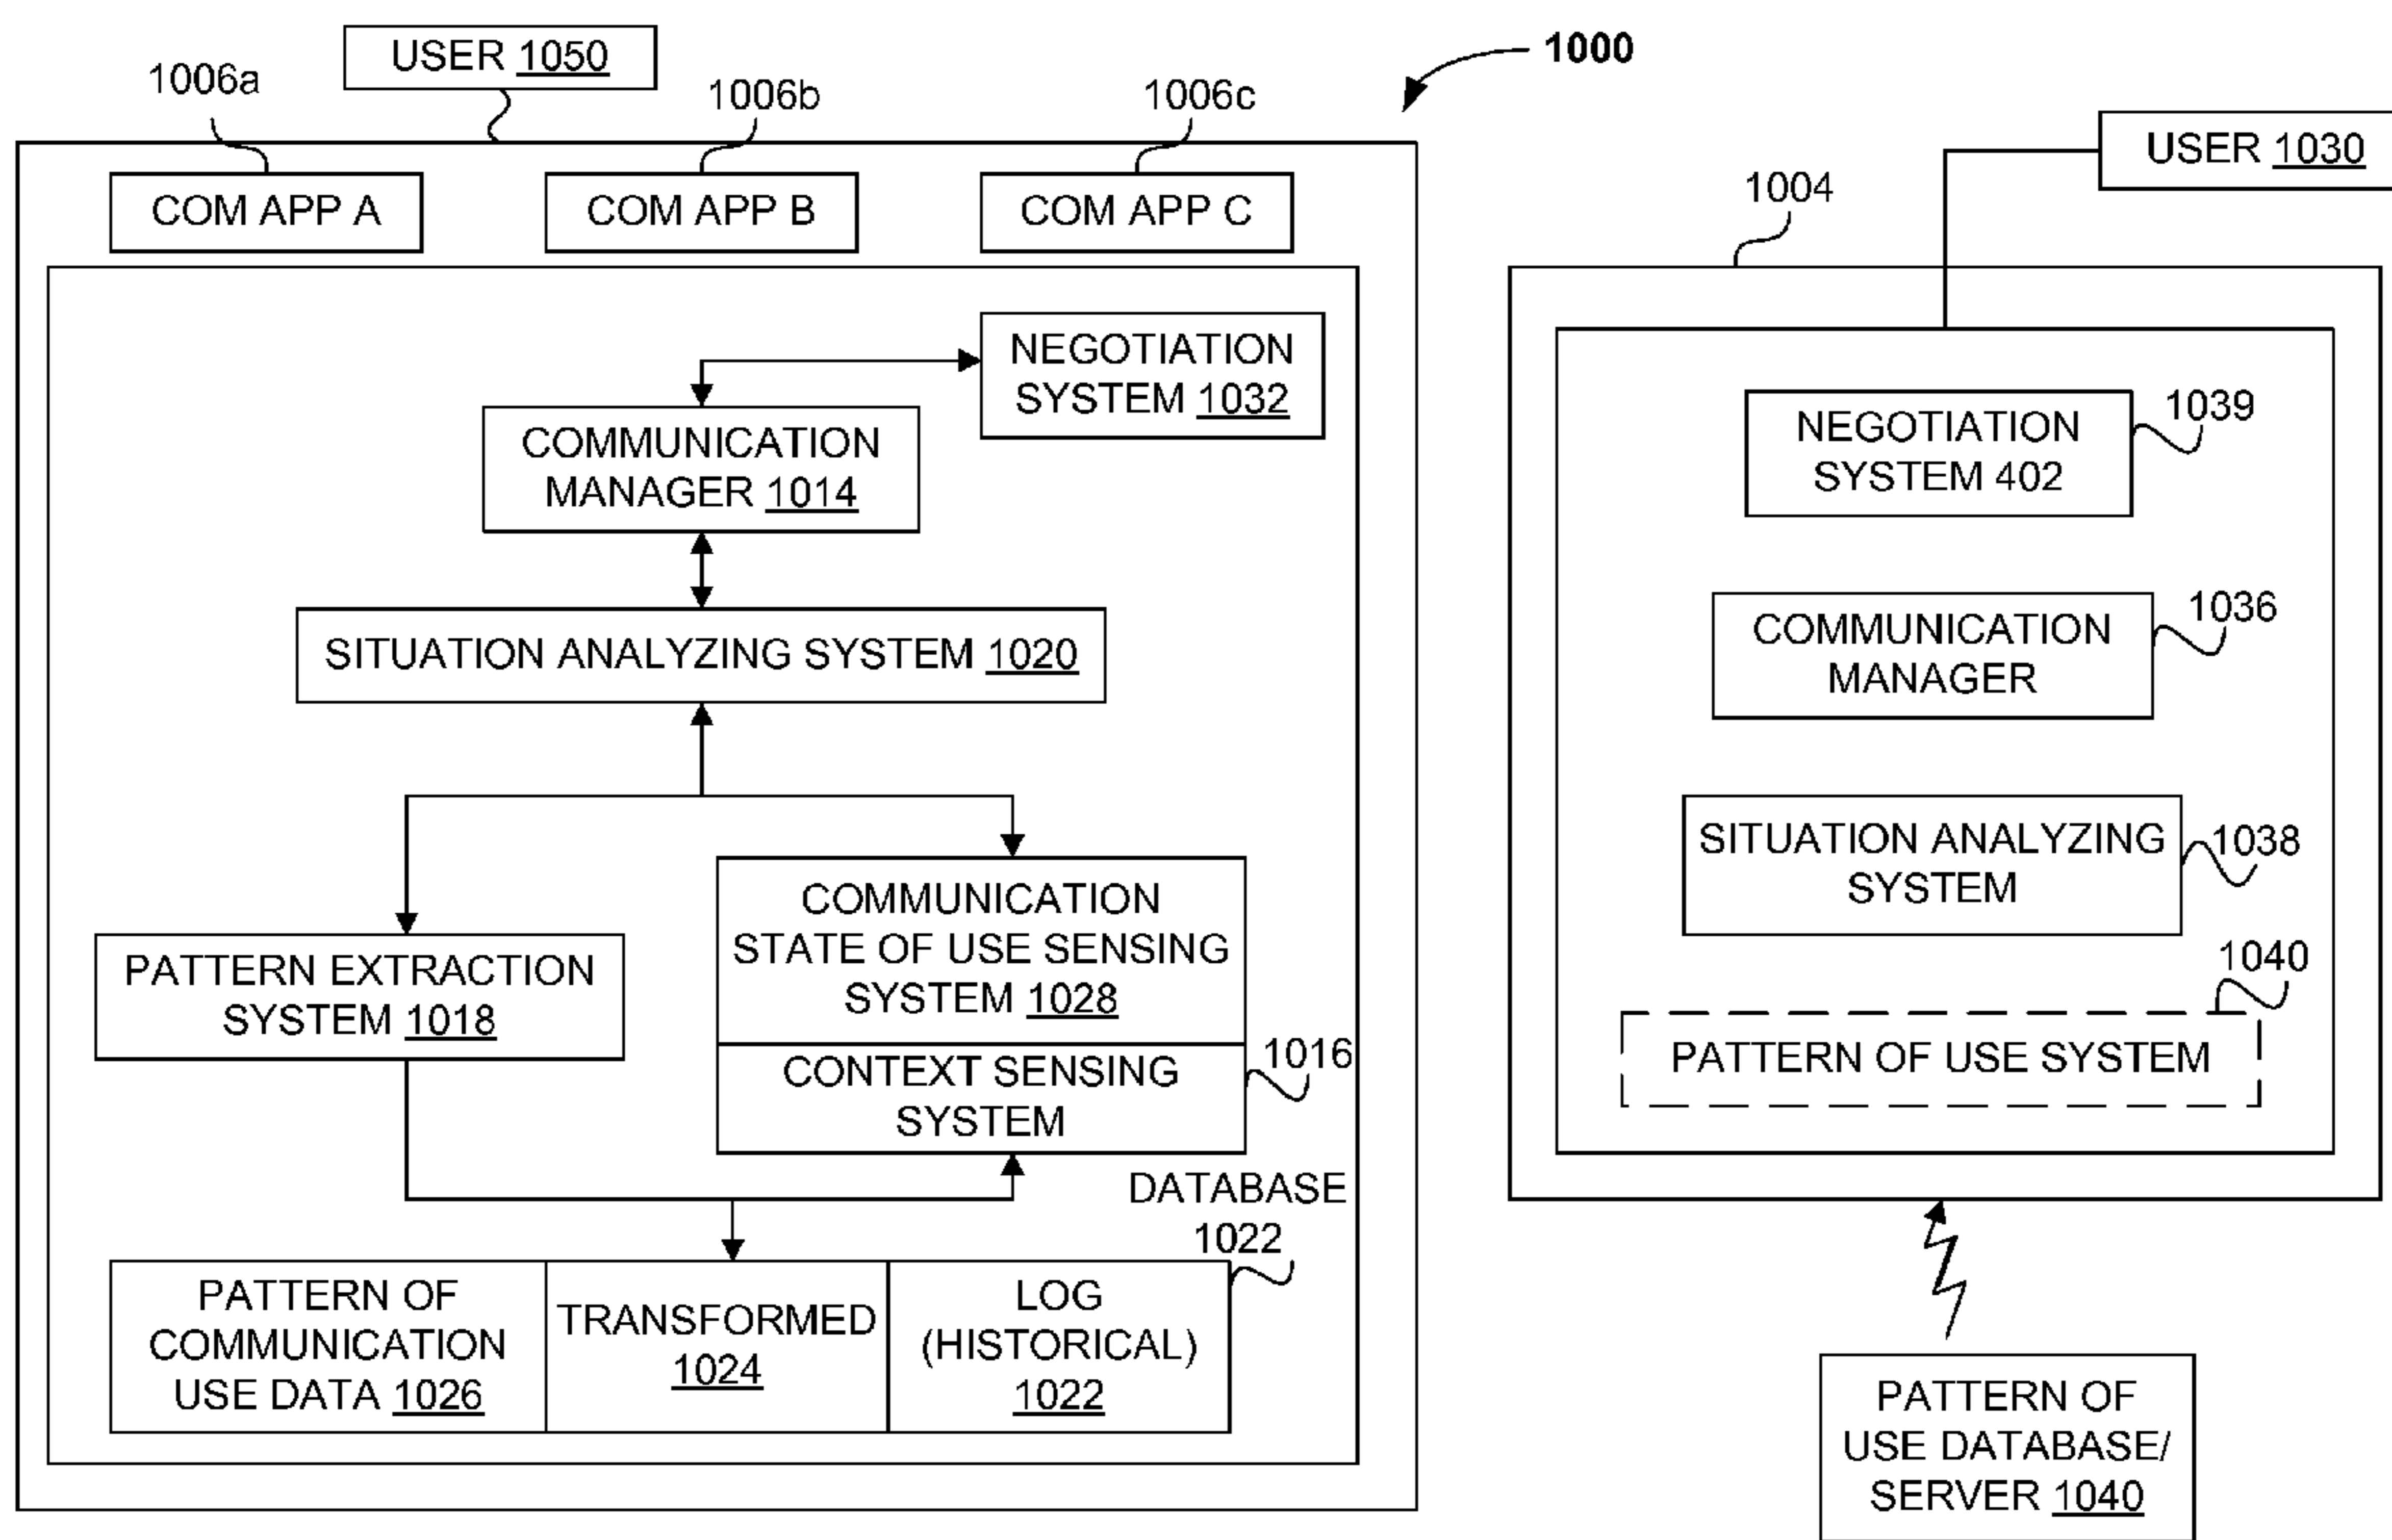 USER 1050
1000
1006a
1006b
1006c
COM APP A
COM APP B
COM APP C
NEGOTIATION
SYSTEM 1032
COMMUNICATION
MANAGER 1014
SITUATION ANALYZING SYSTEM 1020
PATTERN EXTRACTION
SYSTEM 1018
COMMUNICATION
STATE OF USE SENSING
SYSTEM 1028
CONTEXT SENSING
SYSTEM
1016
DATABASE
1022
PATTERN OF
COMMUNICATION
USE DATA 1026
TRANSFORMED
1024
LOG
(HISTORICAL)
1022
USER 1030
1004
NEGOTIATION
SYSTEM 402
1039
COMMUNICATION
MANAGER
1036
SITUATION ANALYZING
SYSTEM
1038
1040
PATTERN OF USE SYSTEM
PATTERN OF
USE DATABASE/
SERVER 1040